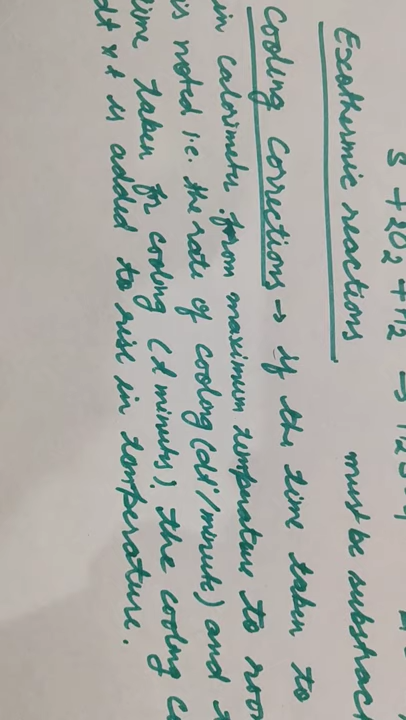 S + 2O2 + H2 →
must be substrac
Exothermic reactions
Cooling Corrections → if the time taken to
in calorimeter from maximum temperature to room
is noted i.e. the rate of cooling (dt/minute) and
time taken for cooling (t minutes). the cooling
dt x t is added to rise in temperature.